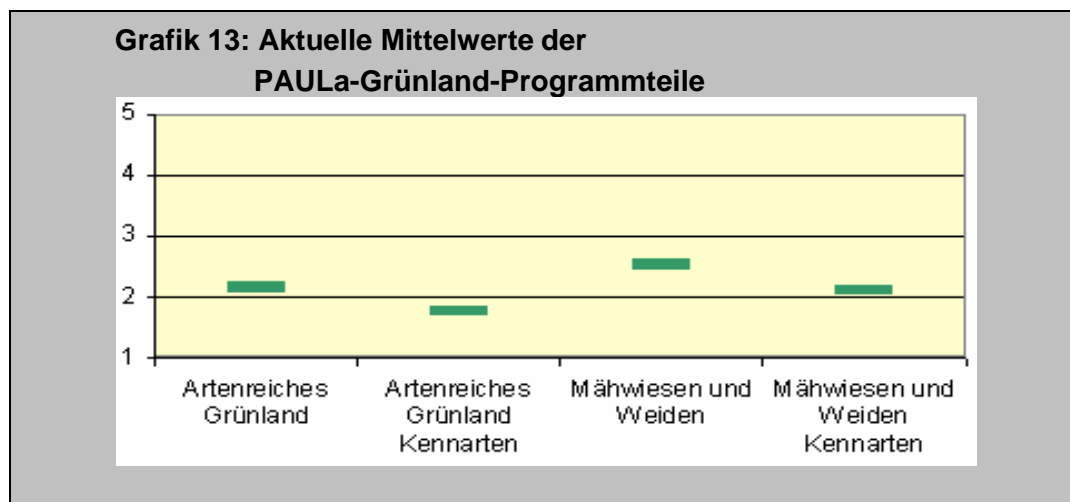 Grafik 13: Aktuelle Mittelwerte der
PAULa-Grünland-Programmteile
5
4
3
2
1
Artenreiches
Grünland
Artenreiches
Grünland
Kennarten
Mähwiesen und
Weiden
Mähwiesen und
Weiden
Kennarten